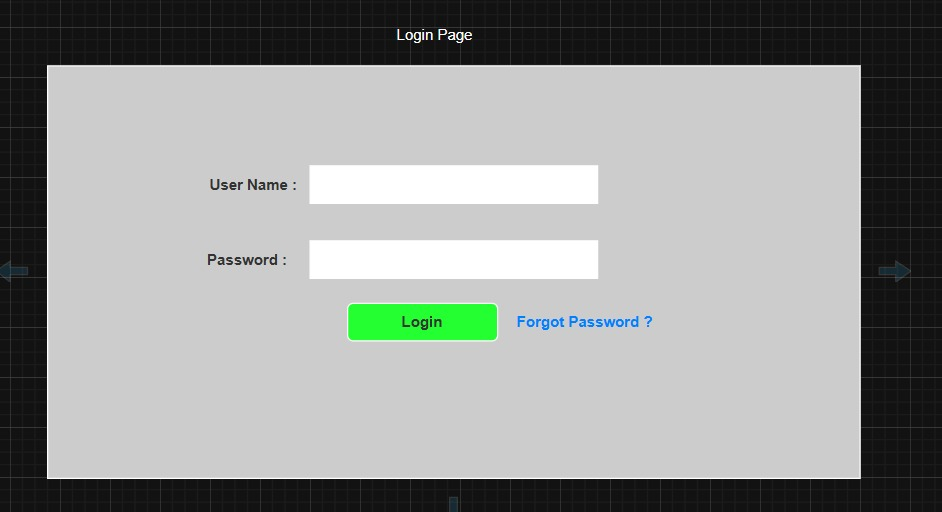 Login Page
User Name :
Password :
Login
Forgot Password ?